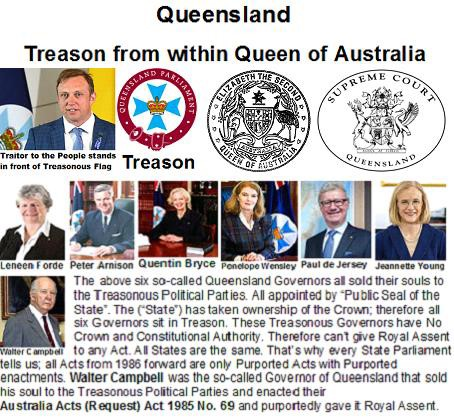 Queensland
Treason from within Queen of Australia
QUEENSLAND PARLIAMENT
ELIZABETH THE SECOND
QUEEN OF AUSTRALIA
SUPREME COURT
QUEENSLAND
Traitor to the People stands
in front of Treasonous Flag
Treason
Leneen Forde
Peter Arnison
Quentin Bryce
Penelope Wensley
Paul de Jersey
Jeannette Young
Walter Campbell
The above six so-called Queensland Governors all sold their souls to
the Treasonous Political Parties. All appointed by “Public Seal of the
State”. The (“State”) has taken ownership of the Crown; therefore all
six Governors sit in Treason. These Treasonous Governors have No
Crown and Constitutional Authority. Therefore can't give Royal Assent
to any Act. All States are the same. That's why every State Parliament
tells us; all Acts from 1986 forward are only Purported Acts with Purported
enactments. Walter Campbell was the so-called Governor of Queensland that sold
his soul to the Treasonous Political Parties and enacted their
Australia Acts (Request) Act 1985 No. 69 and purportedly gave it Royal Assent.